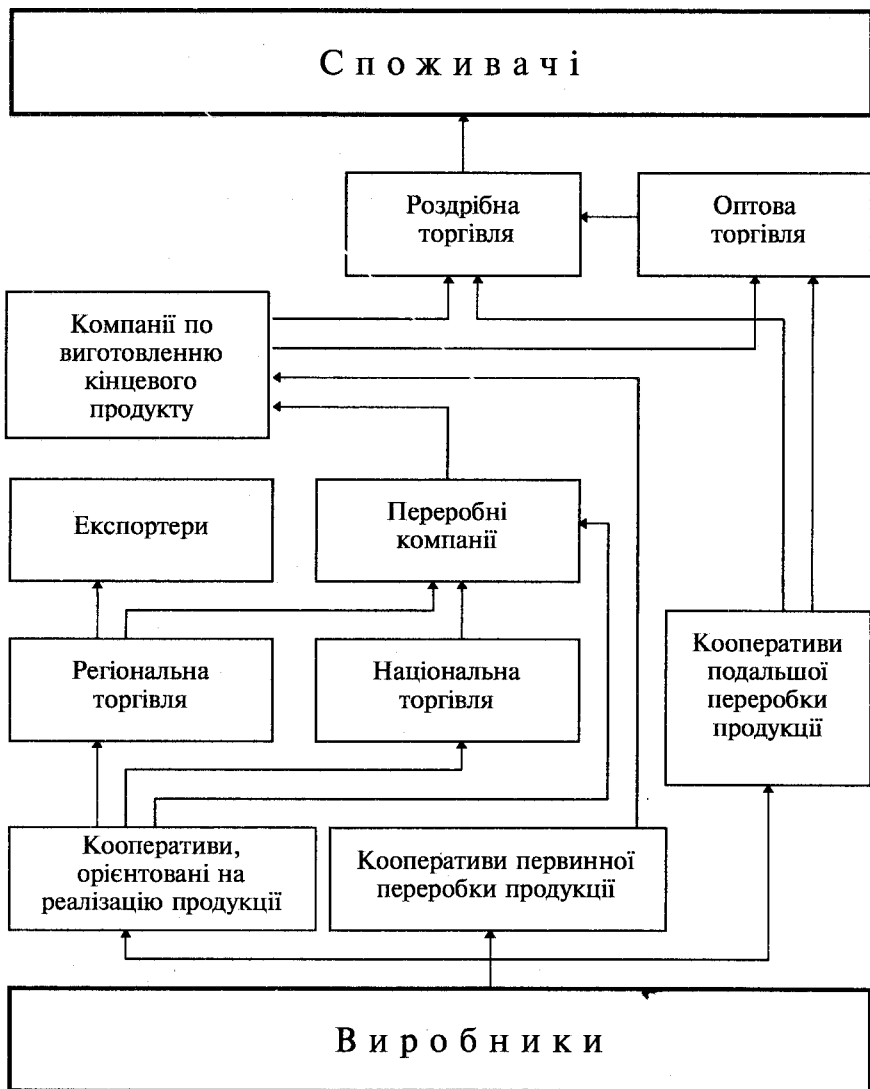 Споживачі
Роздрібна
торгівля
Оптова
торгівля
Компанії по
виготовленню
кінцевого
продукту
Експортери
Переробні
компанії
Регіональна
торгівля
Національна
торгівля
Кооперативи
подальшої
переробки
продукції
Кооперативи,
орієнтовані на
реалізацію продукції
Кооперативи первинної
переробки продукції
Виробники